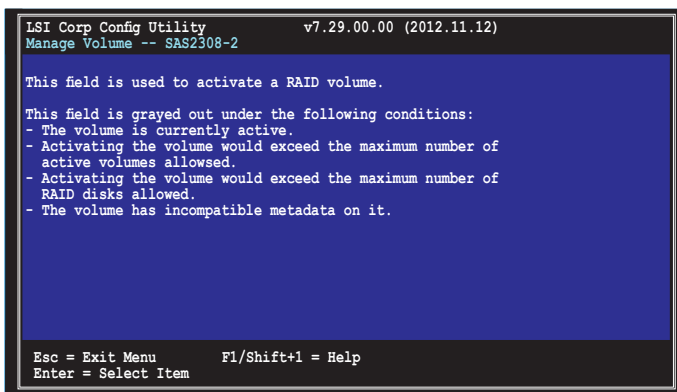 LSI Corp Config Utility v7.29.00.00 (2012.11.12)
Manage Volume -- SAS2308-2
This field is used to activate a RAID volume.
This field is grayed out under the following conditions:
- The volume is currently active.
- Activating the volume would exceed the maximum number of
active volumes allowsed.
- Activating the volume would exceed the maximum number of
RAID disks allowed.
- The volume has incompatible metadata on it.
Esc = Exit Menu F1/Shift+1 = Help
Enter = Select Item